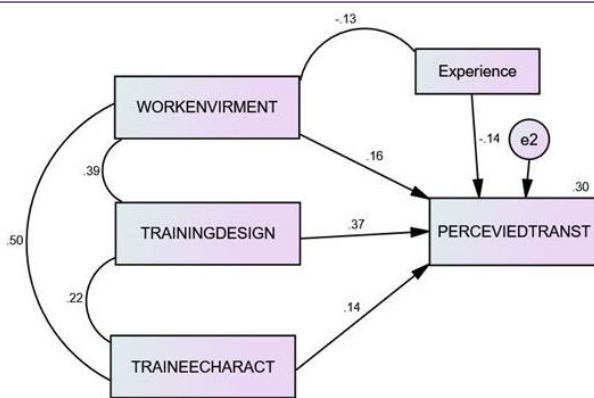 -.13
Experience
WORKENVIRMENT
-.14
e2
.16
.39
.30
TRAININGDESIGN
.37
PERCEVIEDTRANST
.50
.22
.14
TRAINEECHARACT